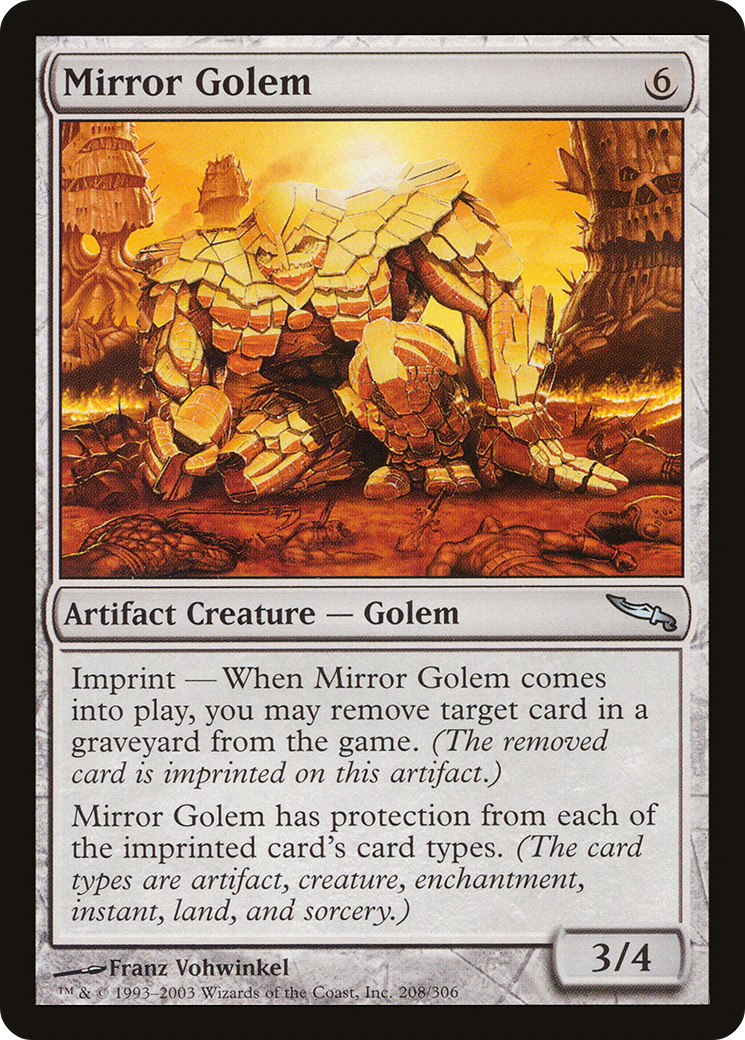 Mirror Golem
6
Artifact Creature — Golem
Imprint — When Mirror Golem comes
into play, you may remove target card in a
graveyard from the game. (The removed
card is imprinted on this artifact.)
Mirror Golem has protection from each of
the imprinted card's card types. (The card
types are artifact, creature, enchantment,
instant, land, and sorcery.)
3/4
Franz Vohwinkel
™ & © 1993–2003 Wizards of the Coast, Inc. 208/306